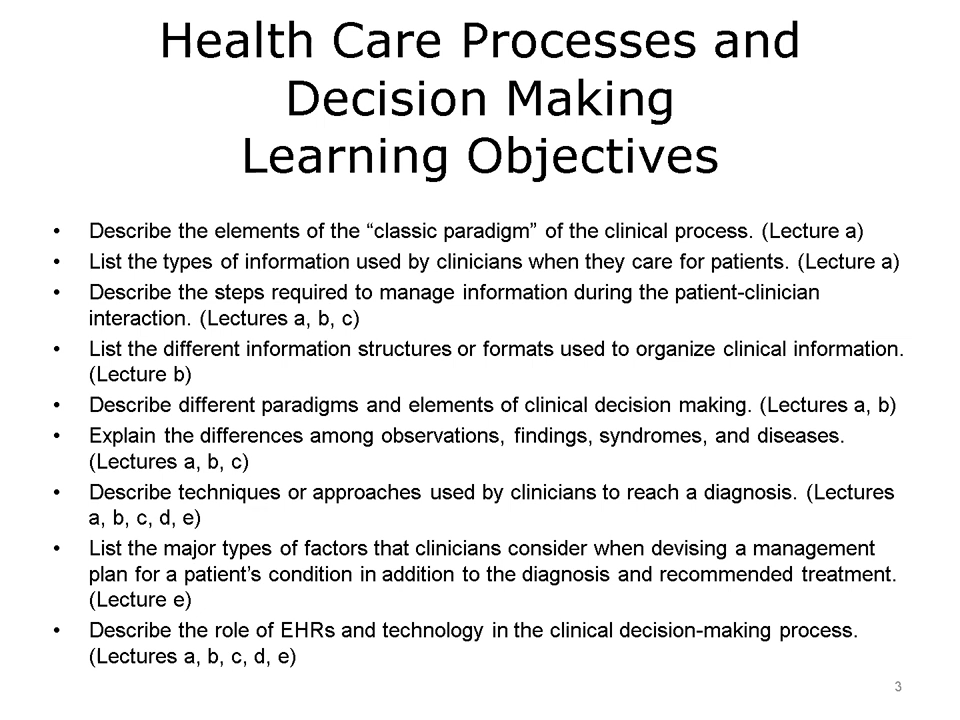 Health Care Processes and
Decision Making
Learning Objectives
• Describe the elements of the “classic paradigm” of the clinical process. (Lecture a)
• List the types of information used by clinicians when they care for patients. (Lecture a)
• Describe the steps required to manage information during the patient-clinician
interaction. (Lectures a, b, c)
• List the different information structures or formats used to organize clinical information.
(Lecture b)
• Describe different paradigms and elements of clinical decision making. (Lectures a, b)
• Explain the differences among observations, findings, syndromes, and diseases.
(Lectures a, b, c)
• Describe techniques or approaches used by clinicians to reach a diagnosis. (Lectures
a, b, c, d, e)
• List the major types of factors that clinicians consider when devising a management
plan for a patient’s condition in addition to the diagnosis and recommended treatment.
(Lecture e)
• Describe the role of EHRs and technology in the clinical decision-making process.
(Lectures a, b, c, d, e)
3